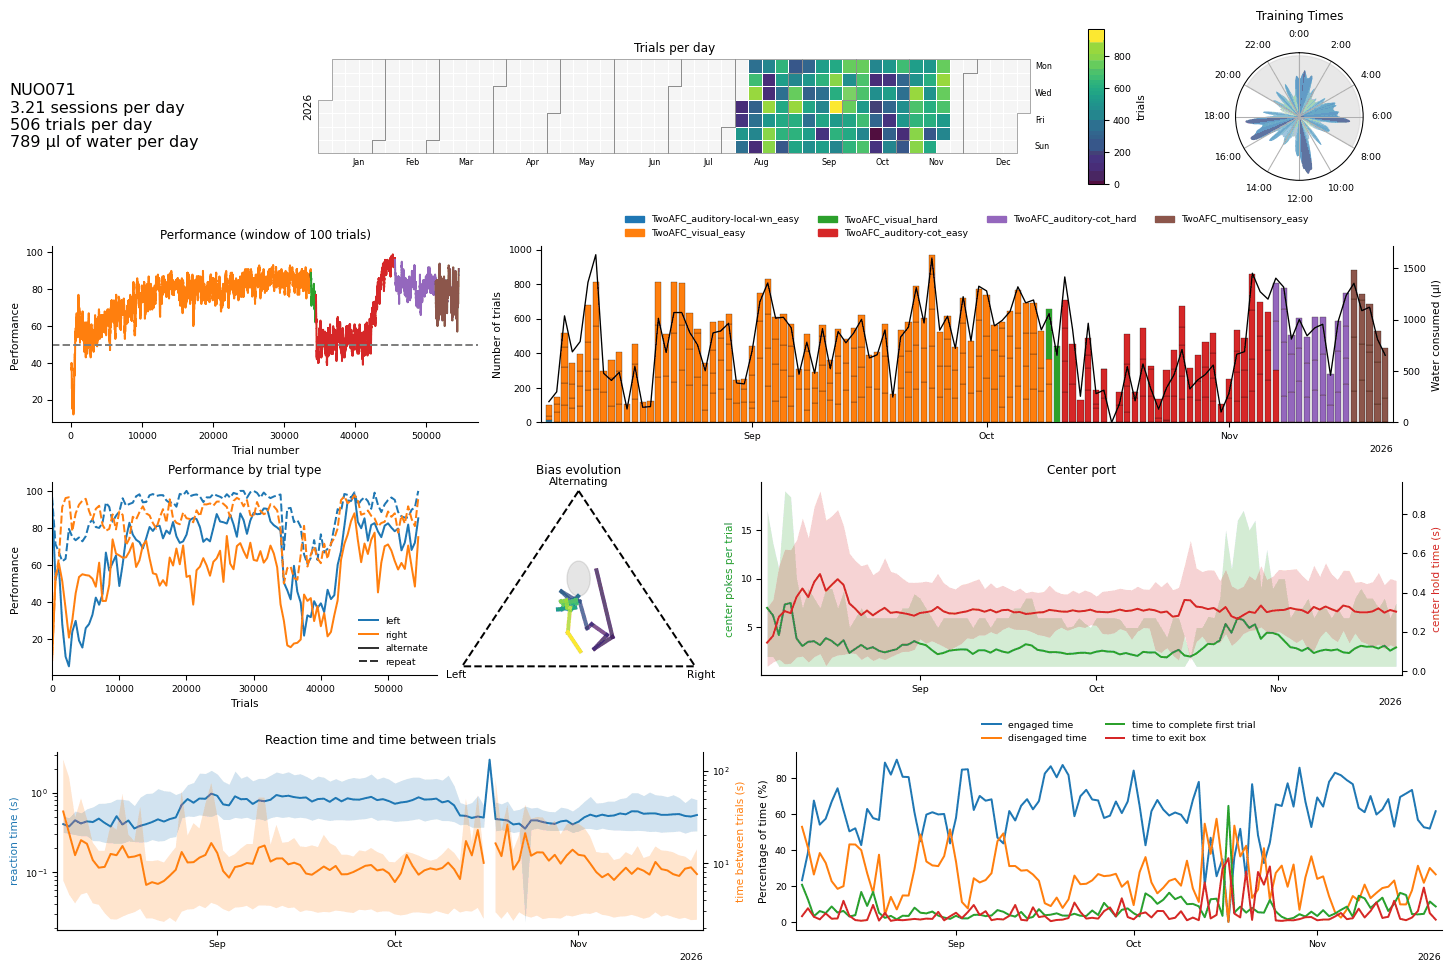 NUO071
3.21 sessions per day
506 trials per day
789 µl of water per day
Trials per day
2026
Mon
Wed
Fri
Sun
Jan Feb Mar Apr May Jun Jul Aug Sep Oct Nov Dec
800
600
400
200
0
trials
Training Times
0:00
2:00
4:00
6:00
8:00
10:00
12:00
14:00
16:00
18:00
20:00
22:00
Performance (window of 100 trials)
Performance
100
80
60
40
20
0 10000 20000 30000 40000 50000
Trial number
TwoAFC_auditory-local-wn_easy
TwoAFC_visual_easy
TwoAFC_visual_hard
TwoAFC_auditory-cot_easy
TwoAFC_auditory-cot_hard
TwoAFC_multisensory_easy
Number of trials
1000
800
600
400
200
0
Sep Oct Nov
2026
1500
1000
500
0
Water consumed (µl)
Performance by trial type
Performance
100
80
60
40
20
0 10000 20000 30000 40000 50000
Trials
left
right
alternate
repeat
Bias evolution
Alternating
Left
Right
Center port
center pokes per trial
15
10
5
Sep Oct Nov
2026
0.8
0.6
0.4
0.2
0.0
center hold time (s)
Reaction time and time between trials
reaction time (s)
10⁰
10⁻¹
Sep Oct Nov
2026
10²
10¹
time between trials (s)
engaged time
disengaged time
time to complete first trial
time to exit box
Percentage of time (%)
80
60
40
20
0
Sep Oct Nov
2026